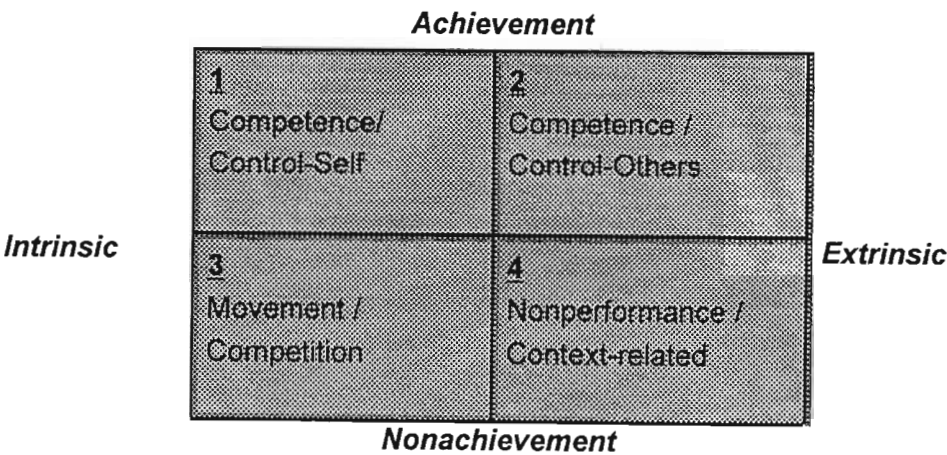 Achievement
1
Competence/
Control-Self
2
Competence /
Control-Others
Intrinsic
Extrinsic
3
Movement /
Competition
4
Nonperformance /
Context-related
Nonachievement